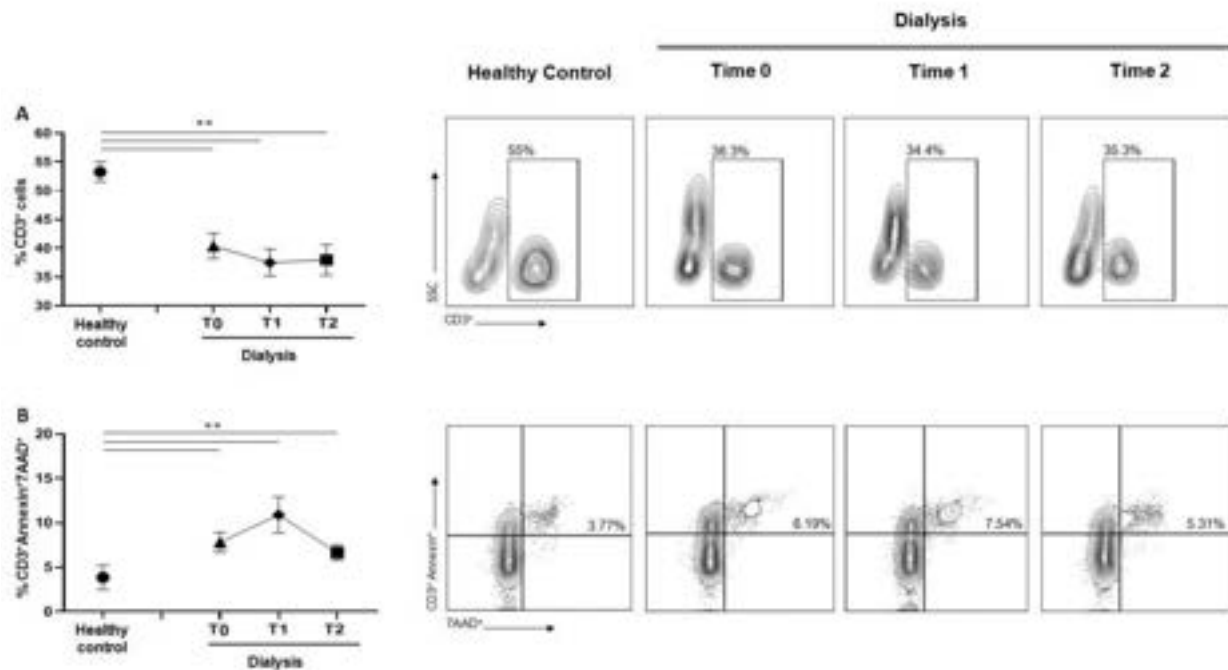 Dialysis
Healthy Control
Time 0
Time 1
Time 2
A
**
60
55
50
45
40
35
30
% CD3⁺ cells
Healthy
control
T0
T1
T2
Dialysis
55%
36.3%
34.4%
35.3%
SSC
CD3⁺
B
**
20
15
10
5
0
% CD3⁺Annexin⁺7AAD⁺
Healthy
control
T0
T1
T2
Dialysis
3.77%
6.19%
7.54%
5.31%
CD3⁺ Annexin⁺
7AAD⁺